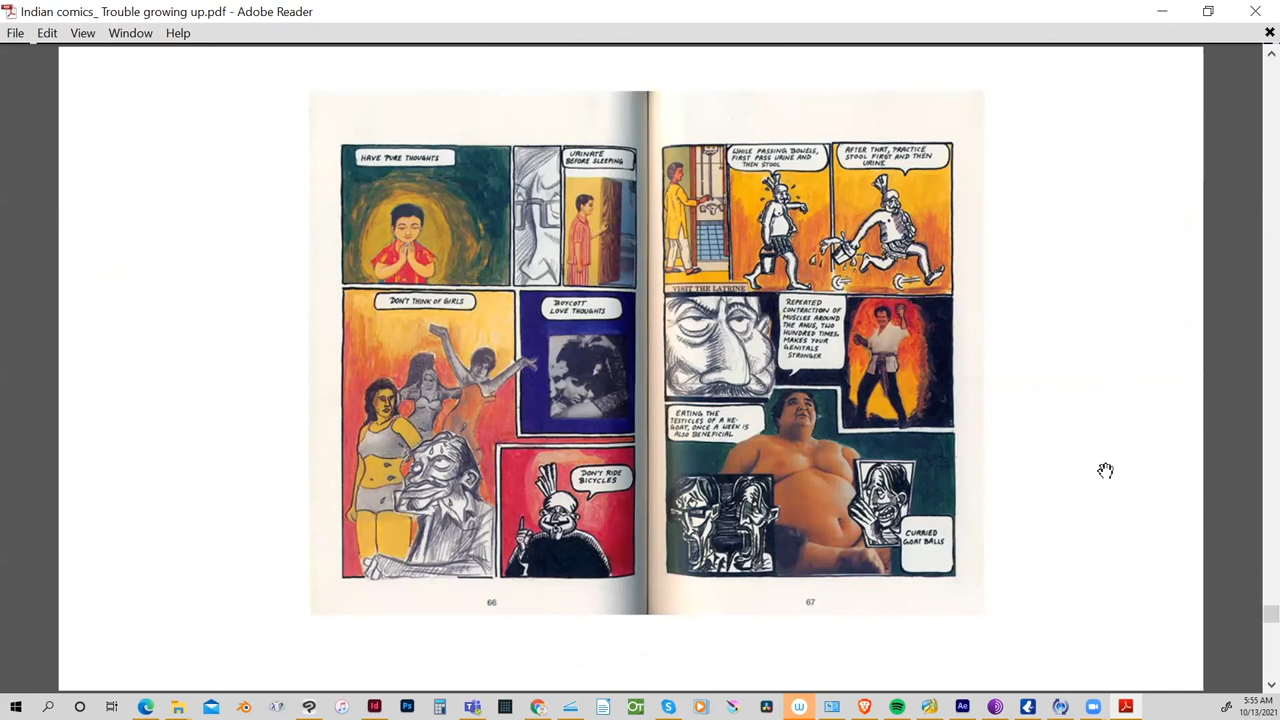 Indian comics_ Trouble growing up.pdf - Adobe Reader
File Edit View Window Help
HAVE PURE THOUGHTS
URINATE
BEFORE SLEEPING
DON'T THINK OF GIRLS
BOYCOTT
LOVE THOUGHTS
DON'T RIDE
BICYCLES
66
WHILE PASSING BOWELS,
FIRST PASS URINE AND
THEN STOOL
AFTER THAT, PRACTICE
STOOL FIRST AND THEN
URINE
VISIT THE LATRINE
REPEATED
CONTRACTION OF
MUSCLES AROUND
THE ANUS, TWO
HUNDRED TIMES,
MAKES YOUR
GENITALS
STRONGER
EATING THE
TESTICLES OF A HE-
GOAT, ONCE A WEEK IS
ALSO BENEFICIAL
CURRIED
GOAT BALLS
67
5:55 AM
10/13/2021